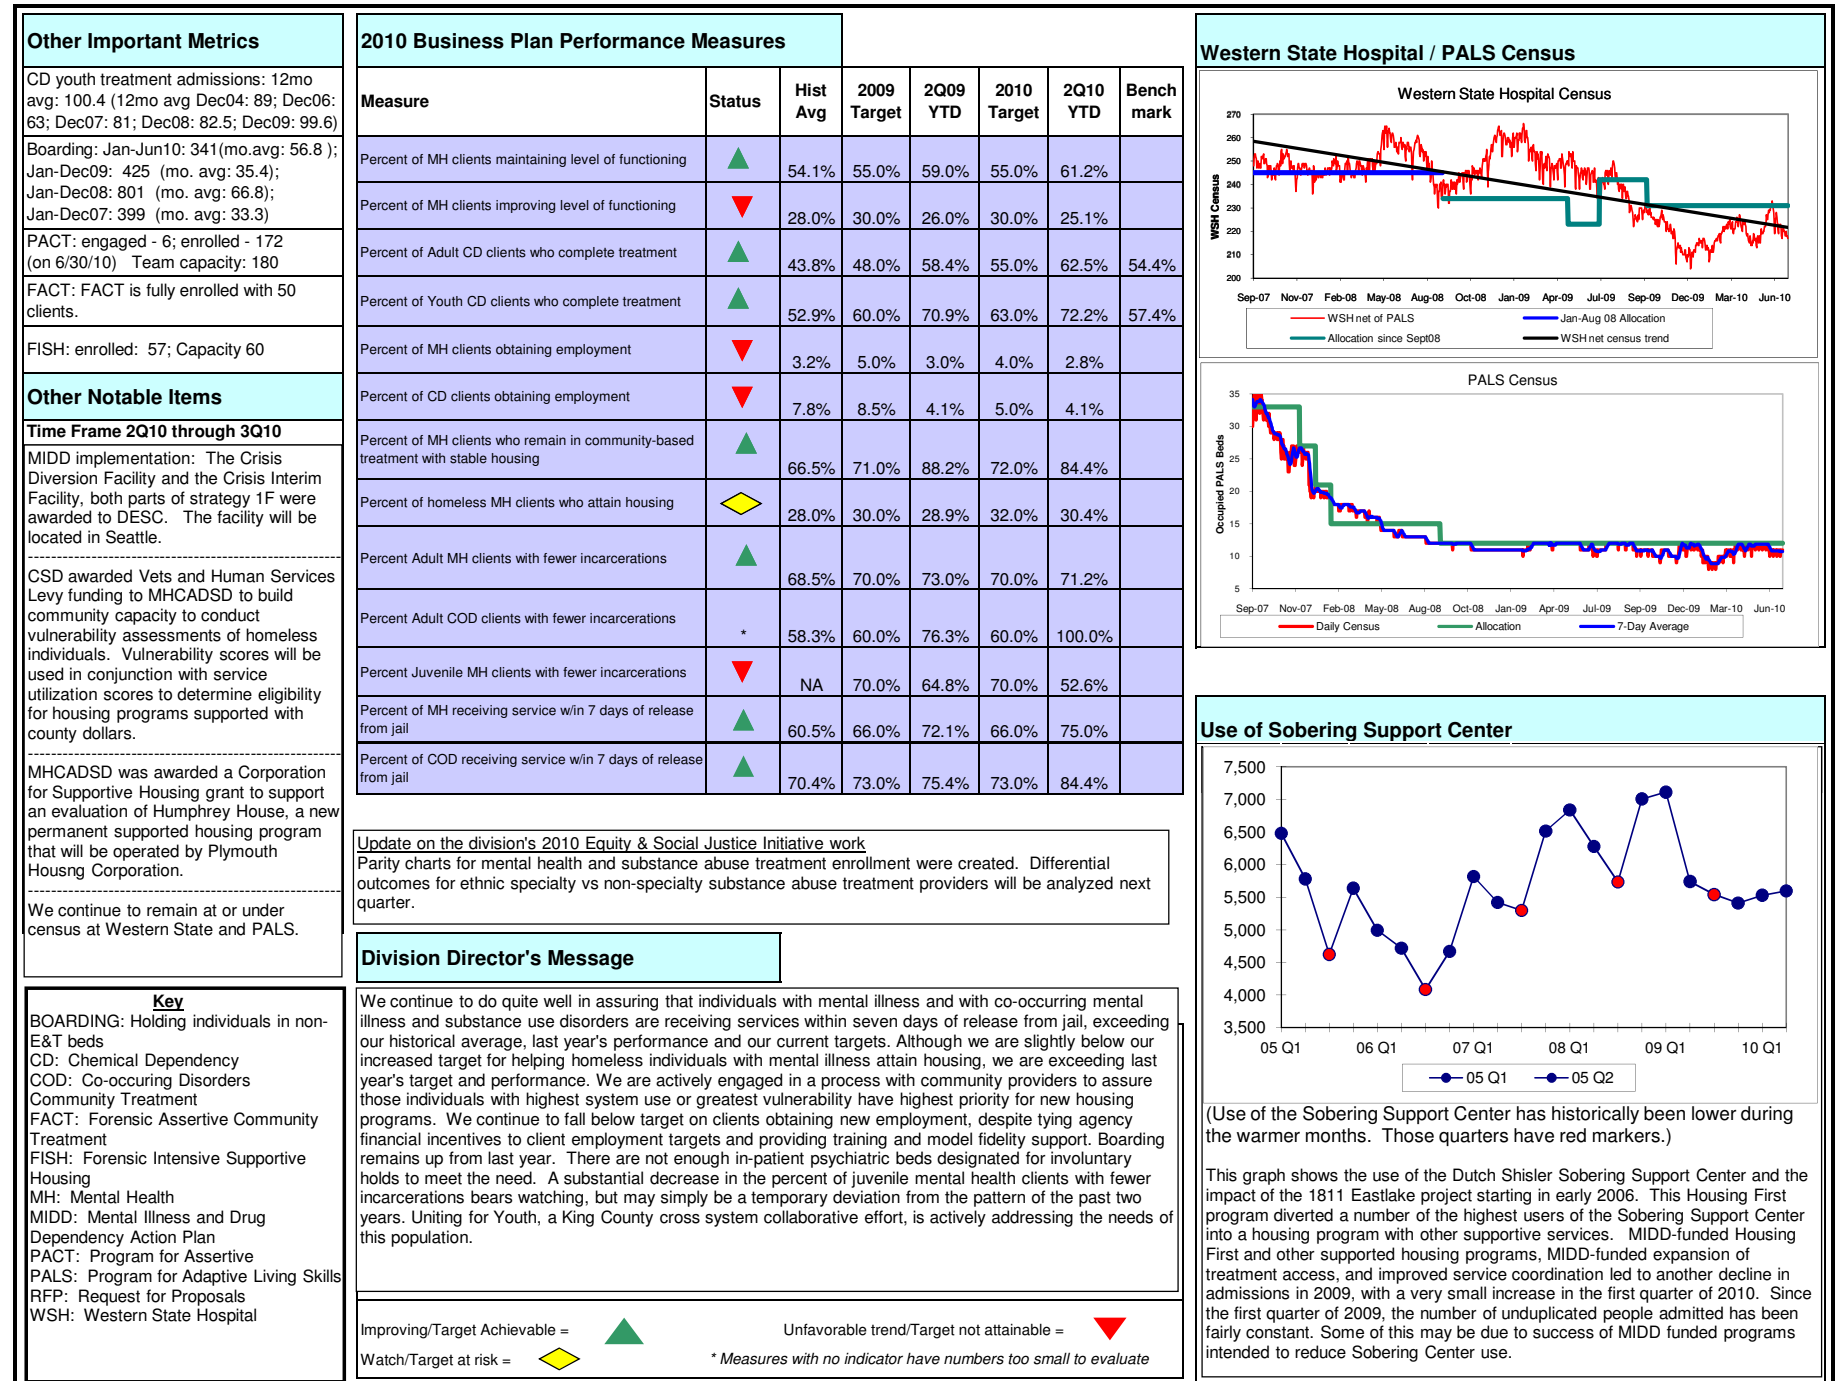 Other Important Metrics
CD youth treatment admissions: 12mo
avg: 100.4 (12mo avg Dec04: 89; Dec06:
63; Dec07: 81; Dec08: 82.5; Dec09: 99.6)
Boarding: Jan-Jun10: 341(mo.avg: 56.8 );
Jan-Dec09:  425  (mo. avg: 35.4);
Jan-Dec08: 801  (mo. avg: 66.8);
Jan-Dec07: 399  (mo. avg: 33.3)
PACT: engaged - 6; enrolled - 172
(on 6/30/10)   Team capacity: 180
FACT: FACT is fully enrolled with 50
clients.
FISH: enrolled:  57; Capacity 60
Other Notable Items
Time Frame 2Q10 through 3Q10
MIDD implementation:  The Crisis
Diversion Facility and the Crisis Interim
Facility, both parts of strategy 1F were
awarded to DESC.   The facility will be
located in Seattle.
CSD awarded Vets and Human Services
Levy funding to MHCADSD to build
community capacity to conduct
vulnerability assessments of homeless
individuals.  Vulnerability scores will be
used in conjunction with service
utilization scores to determine eligibility
for housing programs supported with
county dollars.
MHCADSD was awarded a Corporation
for Supportive Housing grant to support
an evaluation of Humphrey House, a new
permanent supported housing program
that will be operated by Plymouth
Housng Corporation.
We continue to remain at or under
census at Western State and PALS.
Key
BOARDING: Holding individuals in non-
E&T beds
CD:  Chemical Dependency
COD:  Co-occuring Disorders
Community Treatment
FACT:  Forensic Assertive Community
Treatment
FISH:  Forensic Intensive Supportive
Housing
MH:  Mental Health
MIDD:  Mental Illness and Drug
Dependency Action Plan
PACT:  Program for Assertive
PALS:  Program for Adaptive Living Skills
RFP:  Request for Proposals
WSH:  Western State Hospital
2010 Business Plan Performance Measures
Measure Status Hist Avg 2009 Target 2Q09 YTD 2010 Target 2Q10 YTD Bench mark
Percent of MH clients maintaining level of functioning 54.1% 55.0% 59.0% 55.0% 61.2%
Percent of MH clients improving level of functioning 28.0% 30.0% 26.0% 30.0% 25.1%
Percent of Adult CD clients who complete treatment 43.8% 48.0% 58.4% 55.0% 62.5% 54.4%
Percent of Youth CD clients who complete treatment 52.9% 60.0% 70.9% 63.0% 72.2% 57.4%
Percent of MH clients obtaining employment 3.2% 5.0% 3.0% 4.0% 2.8%
Percent of CD clients obtaining employment 7.8% 8.5% 4.1% 5.0% 4.1%
Percent of MH clients who remain in community-based
treatment with stable housing 66.5% 71.0% 88.2% 72.0% 84.4%
Percent of homeless MH clients who attain housing 28.0% 30.0% 28.9% 32.0% 30.4%
Percent Adult MH clients with fewer incarcerations 68.5% 70.0% 73.0% 70.0% 71.2%
Percent Adult COD clients with fewer incarcerations * 58.3% 60.0% 76.3% 60.0% 100.0%
Percent Juvenile MH clients with fewer incarcerations NA 70.0% 64.8% 70.0% 52.6%
Percent of MH receiving service w/in 7 days of release
from jail 60.5% 66.0% 72.1% 66.0% 75.0%
Percent of COD receiving service w/in 7 days of release
from jail 70.4% 73.0% 75.4% 73.0% 84.4%
Update on the division's 2010 Equity & Social Justice Initiative work
Parity charts for mental health and substance abuse treatment enrollment were created.  Differential
outcomes for ethnic specialty vs non-specialty substance abuse treatment providers will be analyzed next
quarter.
Division Director's Message
We continue to do quite well in assuring that individuals with mental illness and with co-occurring mental
illness and substance use disorders are receiving services within seven days of release from jail, exceeding
our historical average, last year's performance and our current targets. Although we are slightly below our
increased target for helping homeless individuals with mental illness attain housing, we are exceeding last
year's target and performance. We are actively engaged in a process with community providers to assure
those individuals with highest system use or greatest vulnerability have highest priority for new housing
programs.  We continue to fall below target on clients obtaining new employment, despite tying agency
financial incentives to client employment targets and providing training and model fidelity support. Boarding
remains up from last year.  There are not enough in-patient psychiatric beds designated for involuntary
holds to meet the need.  A substantial decrease in the percent of juvenile mental health clients with fewer
incarcerations bears watching, but may simply be a temporary deviation from the pattern of the past two
years. Uniting for Youth, a King County cross system collaborative effort, is actively addressing the needs of
this population.
Improving/Target Achievable =
Unfavorable trend/Target not attainable =
Watch/Target at risk =
* Measures with no indicator have numbers too small to evaluate
Western State Hospital / PALS Census
Western State Hospital Census
WSH Census
270
260
250
240
230
220
210
200
Sep-07 Nov-07 Feb-08 May-08 Aug-08 Oct-08 Jan-09 Apr-09 Jul-09 Sep-09 Dec-09 Mar-10 Jun-10
WSH net of PALS
Jan-Aug 08 Allocation
Allocation since Sept08
WSH net census trend
PALS Census
Occupied PALS Beds
35
30
25
20
15
10
5
Sep-07 Nov-07 Feb-08 May-08 Aug-08 Oct-08 Jan-09 Apr-09 Jul-09 Sep-09 Dec-09 Mar-10 Jun-10
Daily Census
Allocation
7-Day Average
Use of Sobering Support Center
7,500
7,000
6,500
6,000
5,500
5,000
4,500
4,000
3,500
05 Q1 06 Q1 07 Q1 08 Q1 09 Q1 10 Q1
05 Q1 05 Q2
(Use of the Sobering Support Center has historically been lower during
the warmer months.  Those quarters have red markers.)
This graph shows the use of the Dutch Shisler Sobering Support Center and the
impact of the 1811 Eastlake project starting in early 2006.  This Housing First
program diverted a number of the highest users of the Sobering Support Center
into a housing program with other supportive services.   MIDD-funded Housing
First and other supported housing programs, MIDD-funded expansion of
treatment access, and improved service coordination led to another decline in
admissions in 2009, with a very small increase in the first quarter of 2010.  Since
the first quarter of 2009, the number of unduplicated people admitted has been
fairly constant. Some of this may be due to success of MIDD funded programs
intended to reduce Sobering Center use.